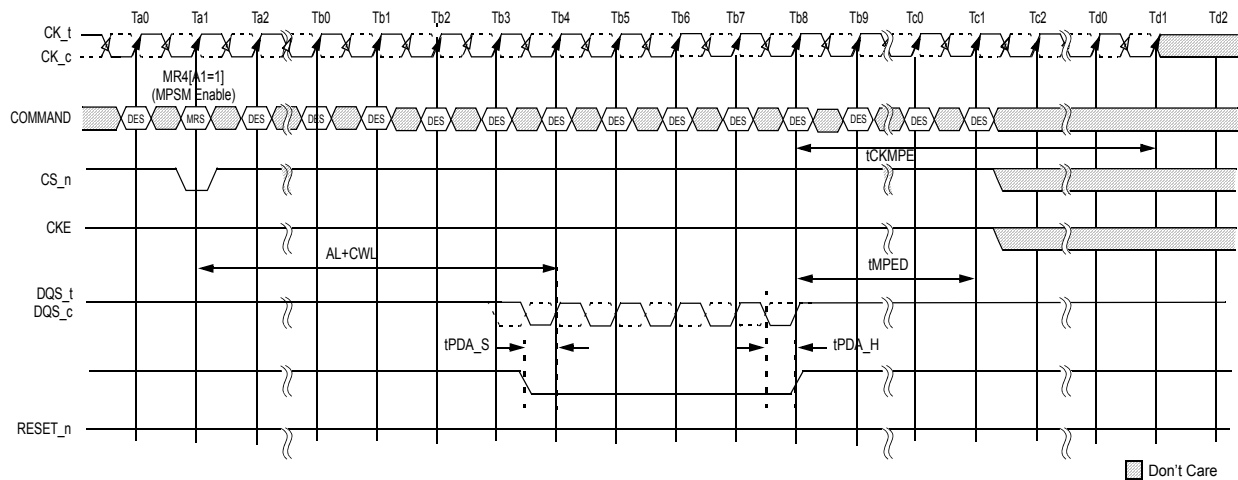 Ta0 Ta1 Ta2 Tb0 Tb1 Tb2 Tb3 Tb4 Tb5 Tb6 Tb7 Tb8 Tb9 Tc0 Tc1 Tc2 Td0 Td1 Td2
CK_t
CK_c
MR4[A1=1]
(MPSM Enable)
COMMAND DES MRS DES DES DES DES DES DES DES DES DES DES DES DES DES
tCKMPE
CS_n
CKE
AL+CWL
tMPED
DQS_t
DQS_c
tPDA_S
tPDA_H
RESET_n
Don't Care